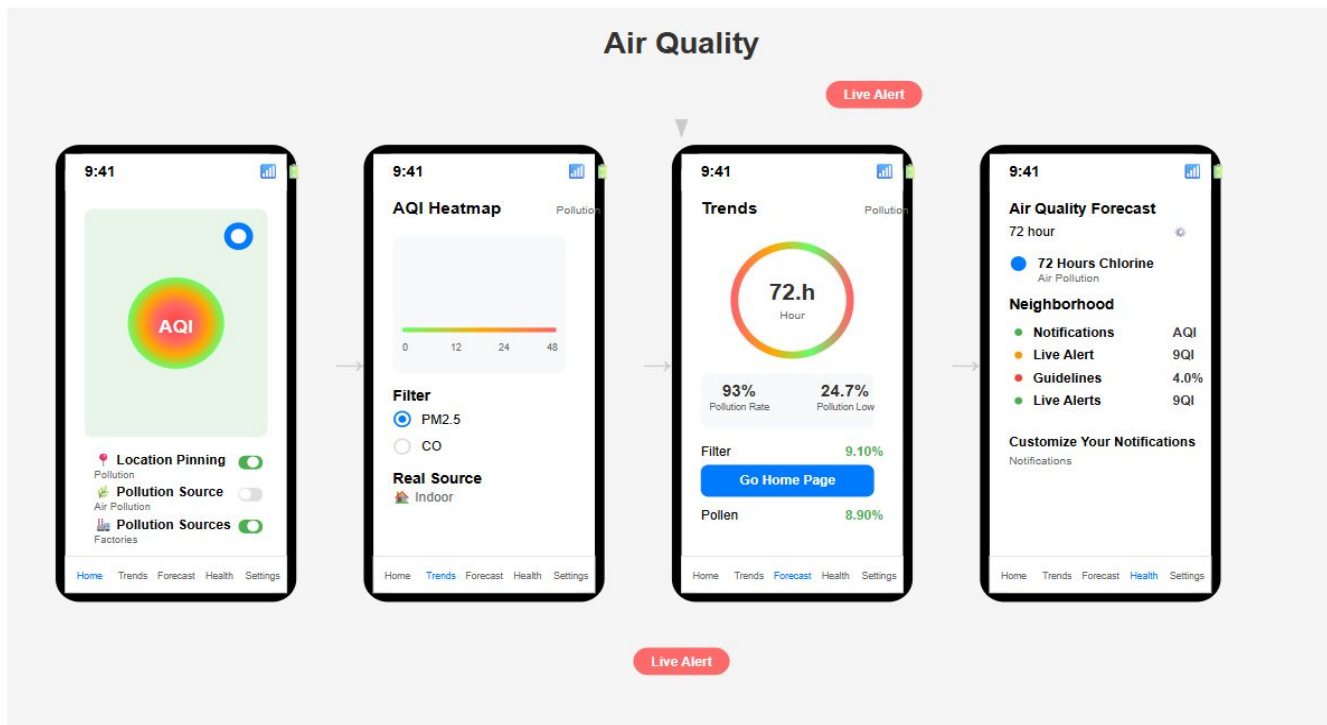 Air Quality
Live Alert
9:41
AQI
Location Pinning
Pollution
Pollution Source
Air Pollution
Pollution Sources
Factories
Home Trends Forecast Health Settings
9:41
AQI Heatmap Pollution
0 12 24 48
Filter
PM2.5
CO
Real Source
Indoor
Home Trends Forecast Health Settings
9:41
Trends Pollution
72.h
Hour
93% 24.7%
Pollution Rate Pollution Low
Filter 9.10%
Go Home Page
Pollen 8.90%
Home Trends Forecast Health Settings
9:41
Air Quality Forecast
72 hour
72 Hours Chlorine
Air Pollution
Neighborhood
Notifications AQI
Live Alert 9QI
Guidelines 4.0%
Live Alerts 9QI
Customize Your Notifications
Notifications
Home Trends Forecast Health Settings
Live Alert